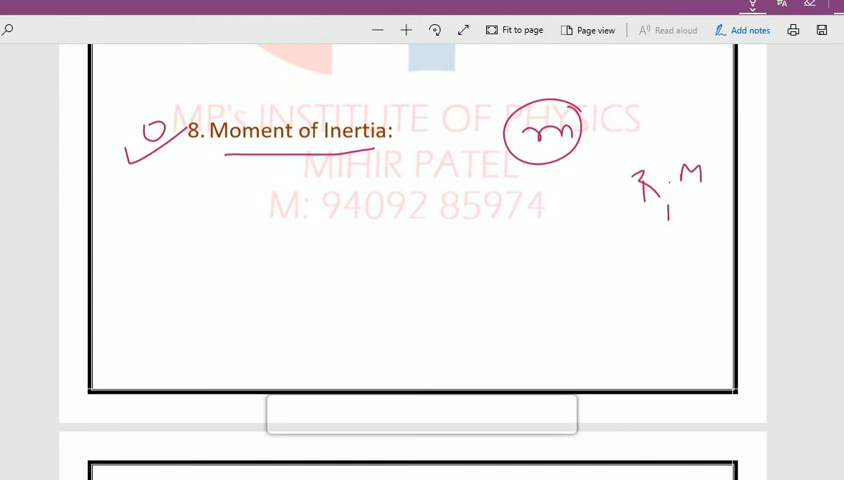 Fit to page
Page view
Read aloud
Add notes
MP's INSTITUTE OF PHYSICS
8. Moment of Inertia:
m
MIHIR PATEL
R.M
M: 94092 85974